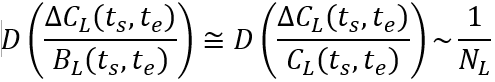 D(ΔC_L(t_s, t_e) / B_L(t_s, t_e)) ≅ D(ΔC_L(t_s, t_e) / C_L(t_s, t_e)) ~ 1 / N_L